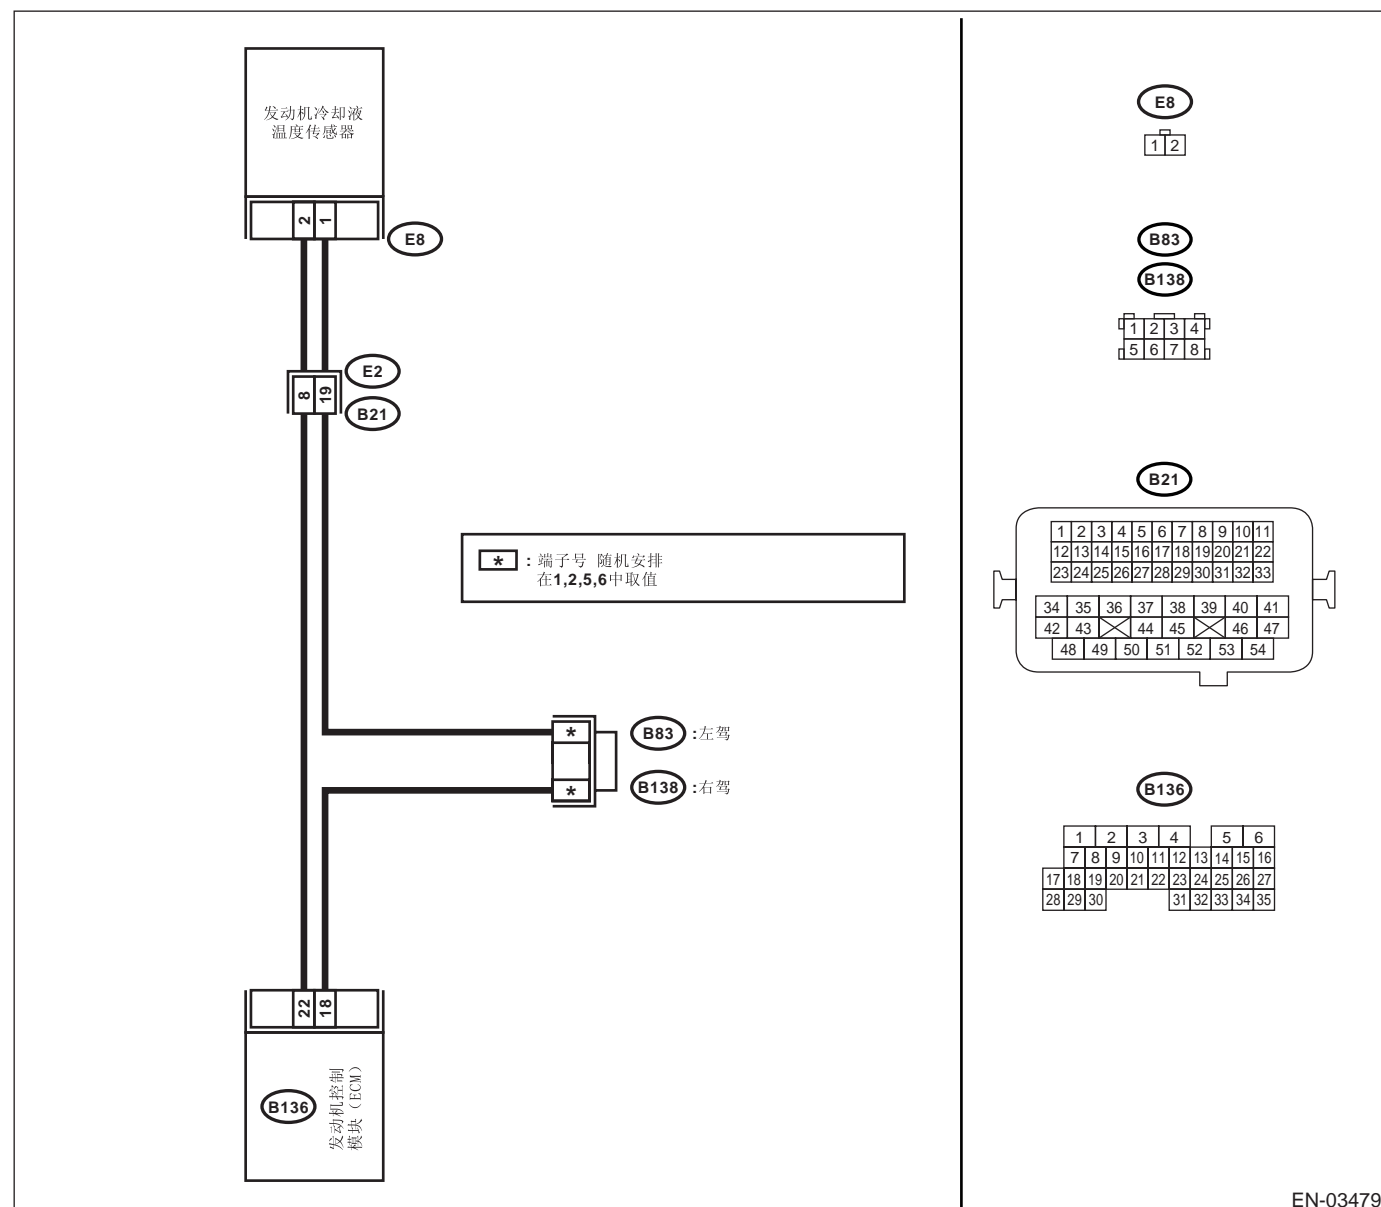 发动机冷却液
温度传感器
2 1
E8
E2
8 19
B21
* : 端子号 随机安排
在1,2,5,6中取值
*
B83 :左驾
*
B138 :右驾
22 18
B136
发动机控制
模块 (ECM)
E8
1 2
B83
B138
1 2 3 4
5 6 7 8
B21
1 2 3 4 5 6 7 8 9 10 11
12 13 14 15 16 17 18 19 20 21 22
23 24 25 26 27 28 29 30 31 32 33
34 35 36 37 38 39 40 41
42 43 44 45 46 47
48 49 50 51 52 53 54
B136
1 2 3 4 5 6
7 8 9 10 11 12 13 14 15 16
17 18 19 20 21 22 23 24 25 26 27
28 29 30 31 32 33 34 35
EN-03479